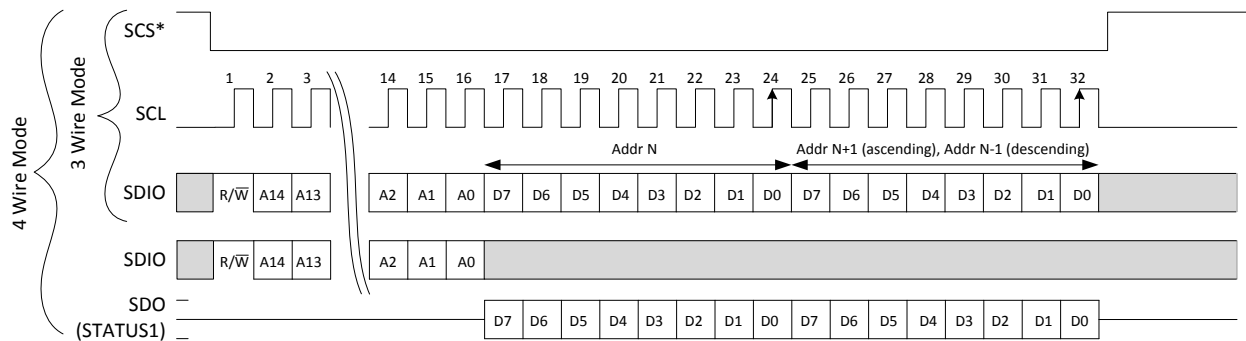 SCS*
1 2 3 14 15 16 17 18 19 20 21 22 23 24 25 26 27 28 29 30 31 32
SCL
Addr N Addr N+1 (ascending), Addr N-1 (descending)
SDIO R/W̅ A14 A13 A2 A1 A0 D7 D6 D5 D4 D3 D2 D1 D0 D7 D6 D5 D4 D3 D2 D1 D0
SDIO R/W̅ A14 A13 A2 A1 A0
SDO
(STATUS1) D7 D6 D5 D4 D3 D2 D1 D0 D7 D6 D5 D4 D3 D2 D1 D0
3 Wire Mode
4 Wire Mode